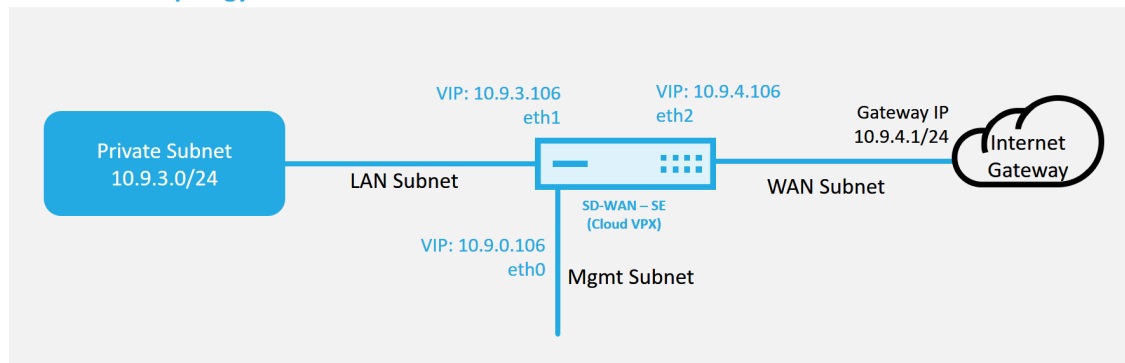 VIP: 10.9.3.106
eth1
VIP: 10.9.4.106
eth2
Gateway IP
10.9.4.1/24
Internet
Gateway
Private Subnet
10.9.3.0/24
LAN Subnet
WAN Subnet
SD-WAN – SE
(Cloud VPX)
VIP: 10.9.0.106
eth0
Mgmt Subnet